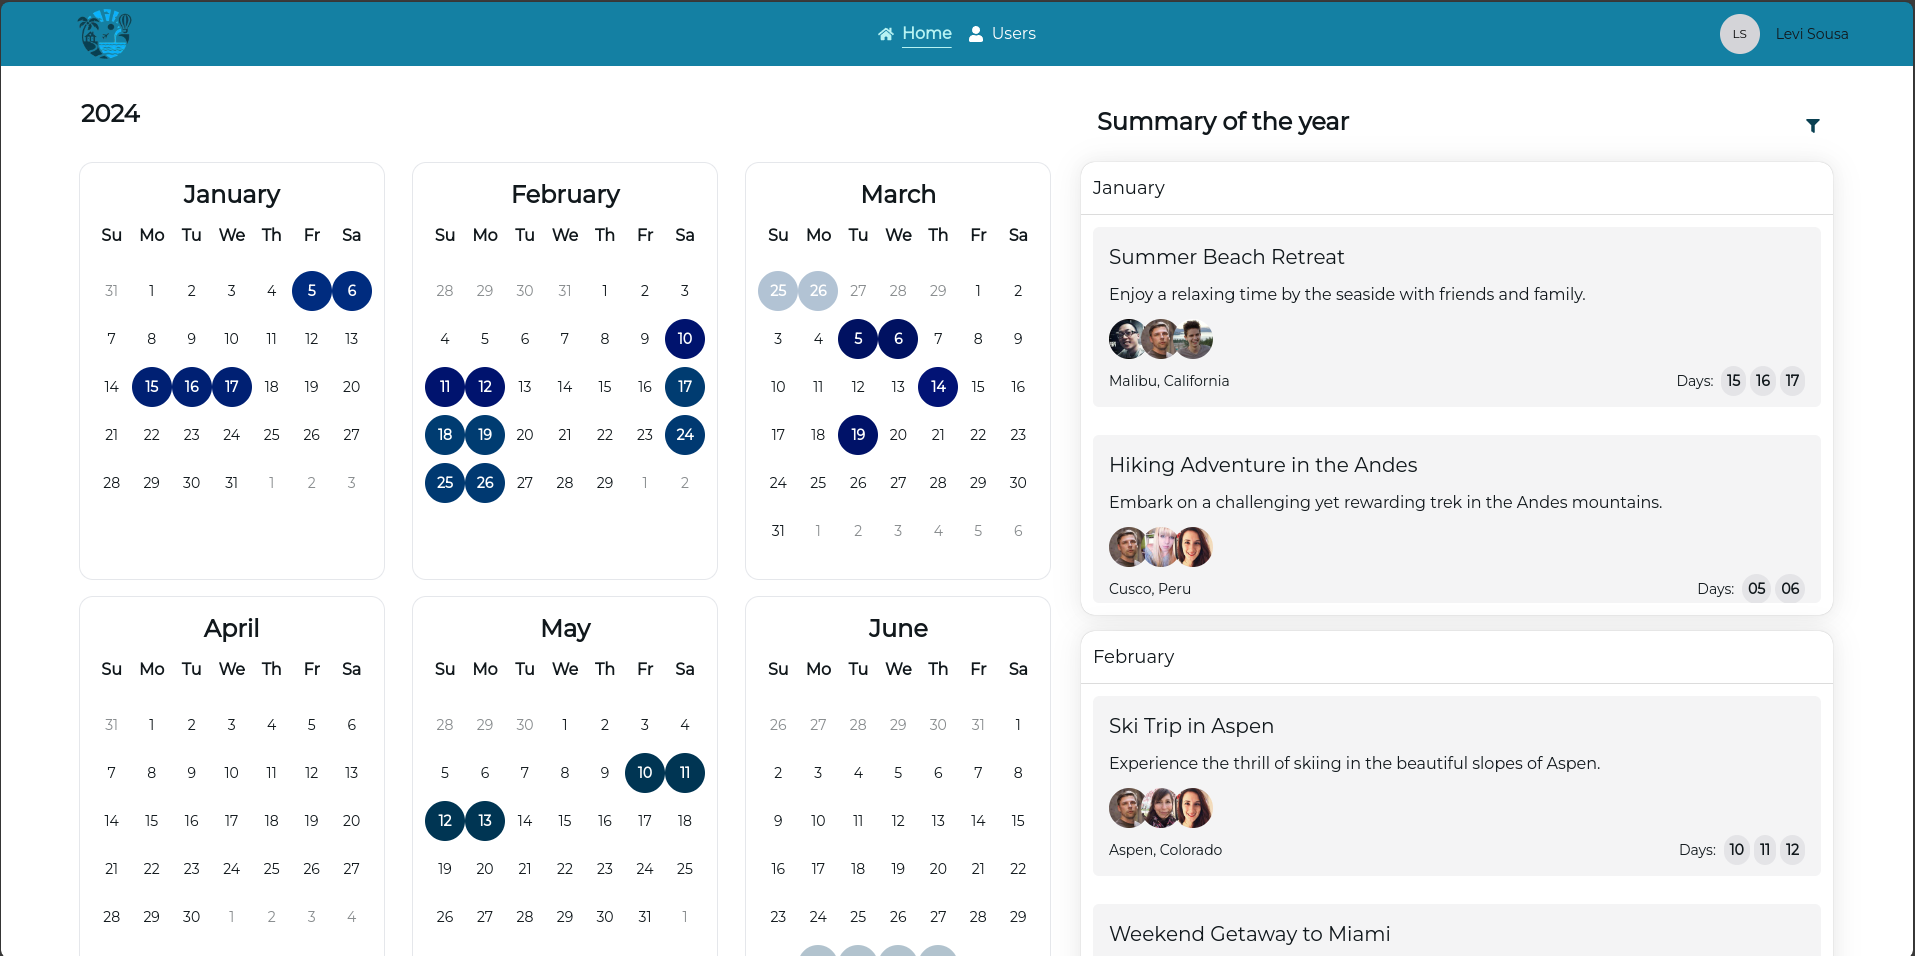 Home Users
LS Levi Sousa
2024
January
Su Mo Tu We Th Fr Sa
31 1 2 3 4 5 6
7 8 9 10 11 12 13
14 15 16 17 18 19 20
21 22 23 24 25 26 27
28 29 30 31 1 2 3
February
Su Mo Tu We Th Fr Sa
28 29 30 31 1 2 3
4 5 6 7 8 9 10
11 12 13 14 15 16 17
18 19 20 21 22 23 24
25 26 27 28 29 1 2
March
Su Mo Tu We Th Fr Sa
25 26 27 28 29 1 2
3 4 5 6 7 8 9
10 11 12 13 14 15 16
17 18 19 20 21 22 23
24 25 26 27 28 29 30
31 1 2 3 4 5 6
April
Su Mo Tu We Th Fr Sa
31 1 2 3 4 5 6
7 8 9 10 11 12 13
14 15 16 17 18 19 20
21 22 23 24 25 26 27
28 29 30 1 2 3 4
May
Su Mo Tu We Th Fr Sa
28 29 30 1 2 3 4
5 6 7 8 9 10 11
12 13 14 15 16 17 18
19 20 21 22 23 24 25
26 27 28 29 30 31 1
June
Su Mo Tu We Th Fr Sa
26 27 28 29 30 31 1
2 3 4 5 6 7 8
9 10 11 12 13 14 15
16 17 18 19 20 21 22
23 24 25 26 27 28 29
Summary of the year
January
Summer Beach Retreat
Enjoy a relaxing time by the seaside with friends and family.
Malibu, California Days: 15 16 17
Hiking Adventure in the Andes
Embark on a challenging yet rewarding trek in the Andes mountains.
Cusco, Peru Days: 05 06
February
Ski Trip in Aspen
Experience the thrill of skiing in the beautiful slopes of Aspen.
Aspen, Colorado Days: 10 11 12
Weekend Getaway to Miami